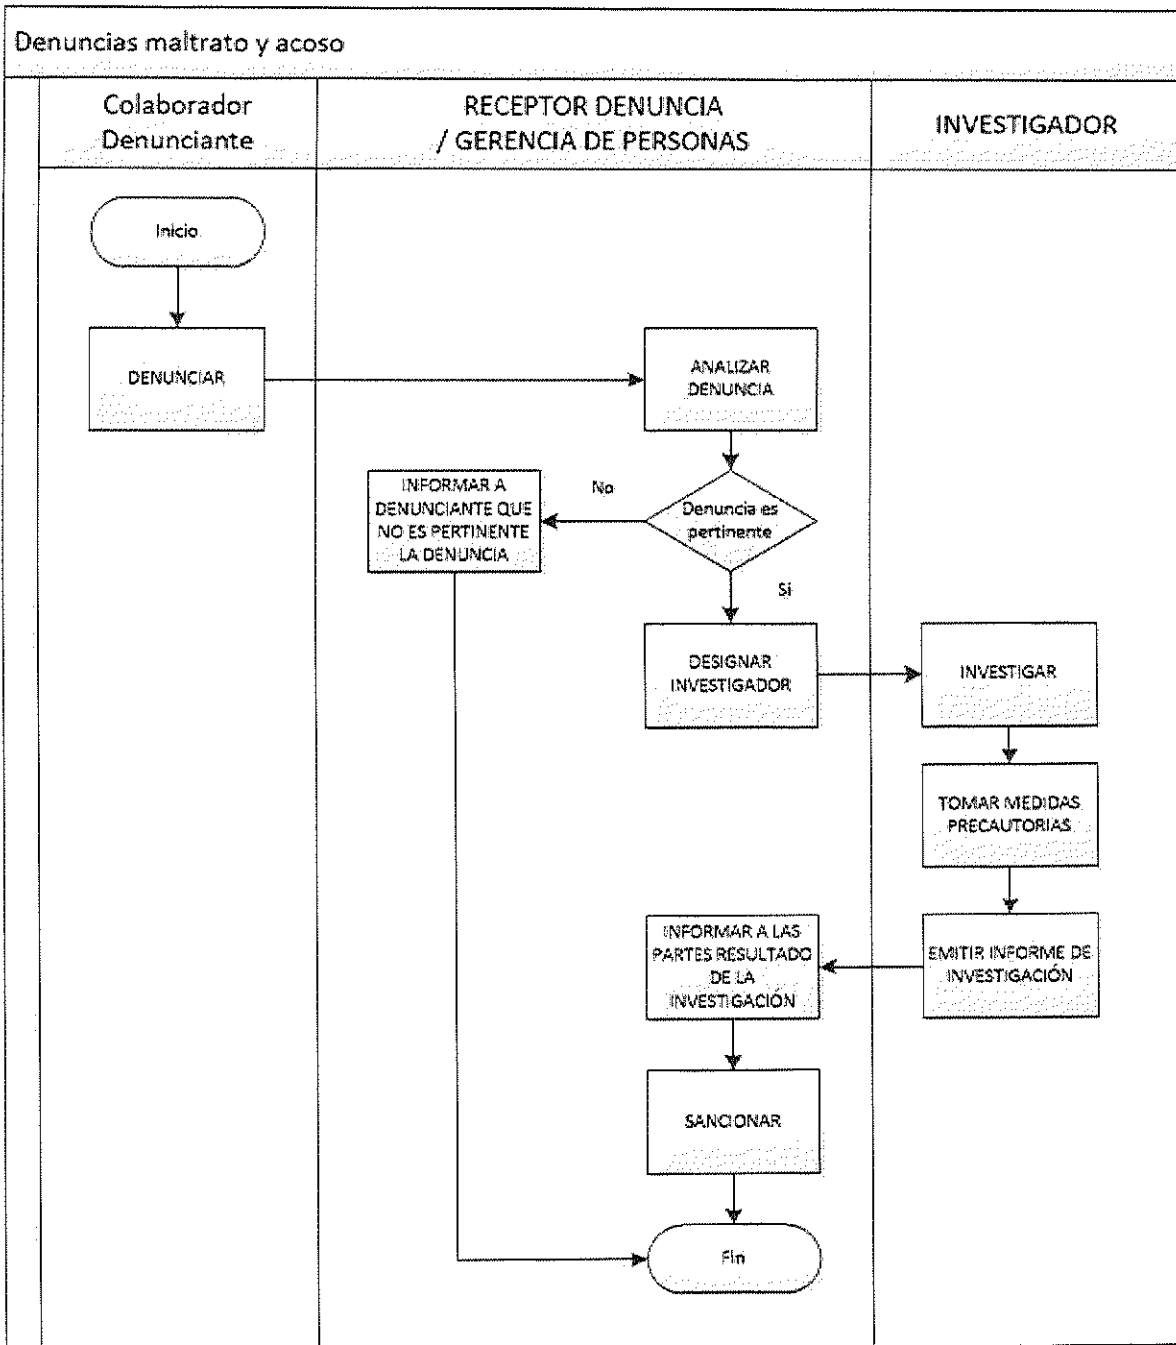 Denuncias maltrato y acoso
Colaborador
Denunciante
RECEPTOR DENUNCIA
/ GERENCIA DE PERSONAS
INVESTIGADOR
Inicio
DENUNCIAR
ANALIZAR
DENUNCIA
Denuncia es
pertinente
No
INFORMAR A
DENUNCIANTE QUE
NO ES PERTINENTE
LA DENUNCIA
Si
DESIGNAR
INVESTIGADOR
INVESTIGAR
TOMAR MEDIDAS
PRECAUTORIAS
EMITIR INFORME DE
INVESTIGACIÓN
INFORMAR A LAS
PARTES RESULTADO
DE LA
INVESTIGACIÓN
SANCIONAR
Fin